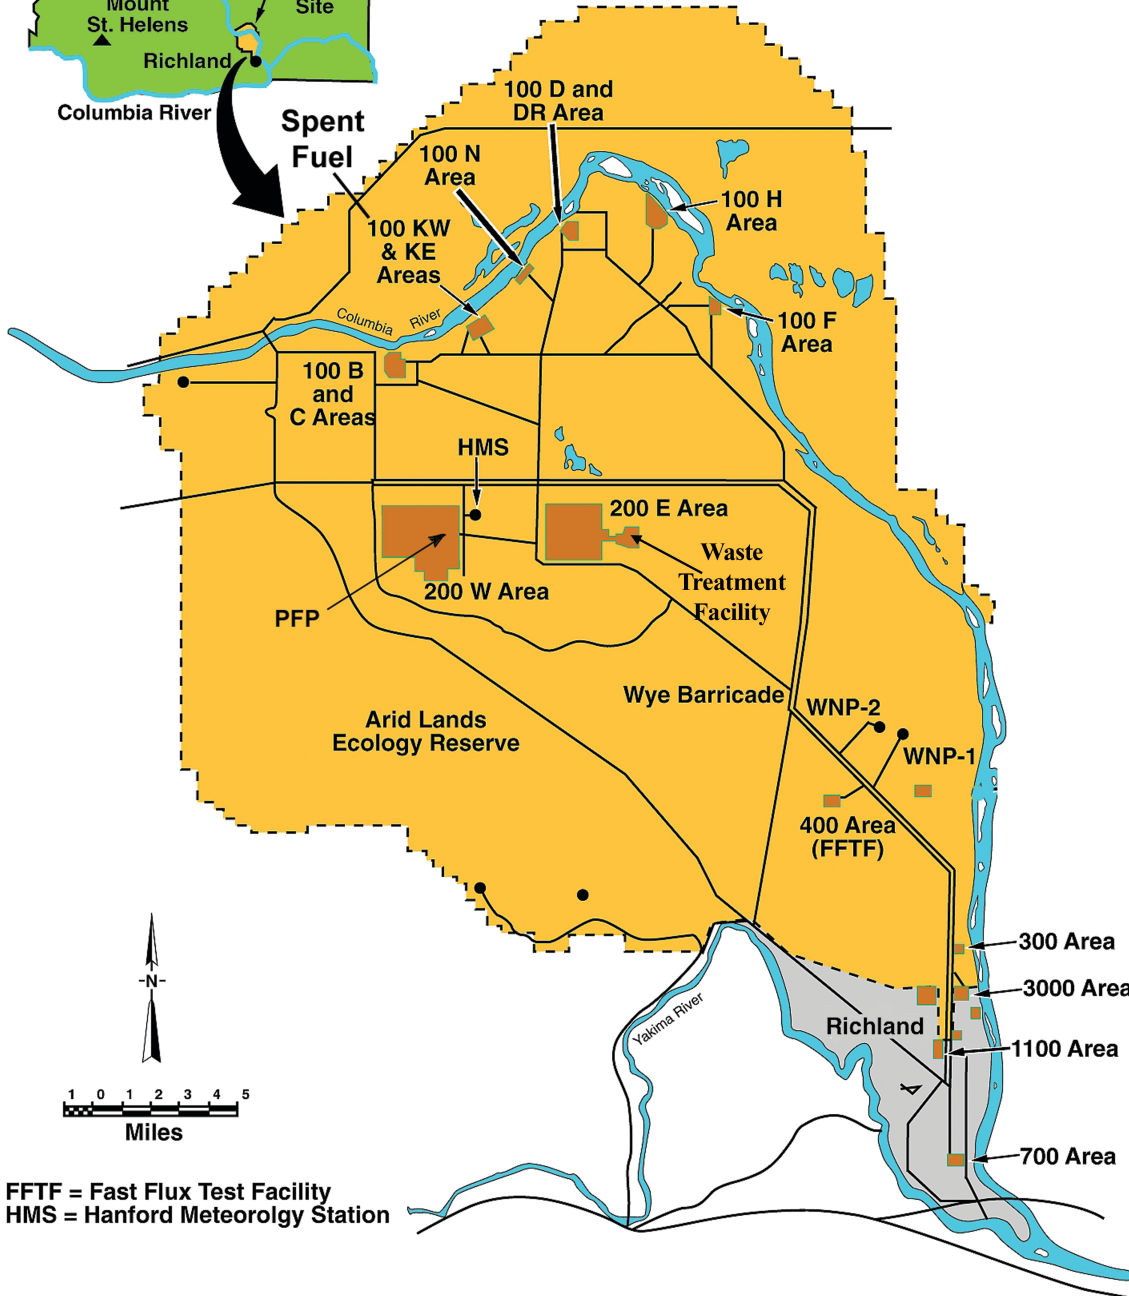 Mount
St. Helens
Site
Richland
Columbia River
Spent
Fuel
100 D and
DR Area
100 N
Area
100 H
Area
100 KW
& KE
Areas
Columbia River
100 F
Area
100 B
and
C Areas
HMS
200 E Area
Waste
Treatment
Facility
200 W Area
PFP
Wye Barricade
WNP-2
Arid Lands
Ecology Reserve
WNP-1
400 Area
(FFTF)
300 Area
-N-
3000 Area
Yakima River
Richland
1100 Area
1 0 1 2 3 4 5
Miles
700 Area
FFTF = Fast Flux Test Facility
HMS = Hanford Meteorolgy Station